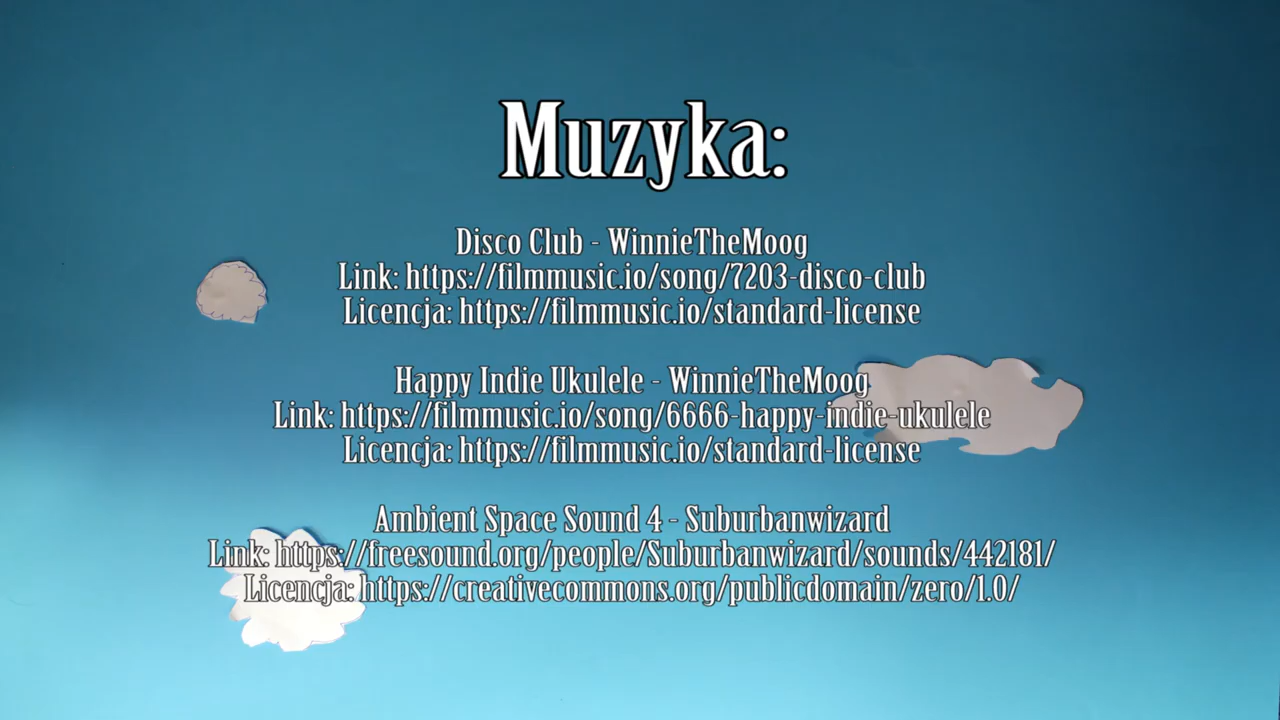 Muzyka:
Disco Club - WinnieTheMoog
Link: https://filmmusic.io/song/7203-disco-club
Licencja: https://filmmusic.io/standard-license
Happy Indie Ukulele - WinnieTheMoog
Link: https://filmmusic.io/song/6666-happy-indie-ukulele
Licencja: https://filmmusic.io/standard-license
Ambient Space Sound 4 - Suburbanwizard
Link: https://freesound.org/people/Suburbanwizard/sounds/442181/
Licencja: https://creativecommons.org/publicdomain/zero/1.0/